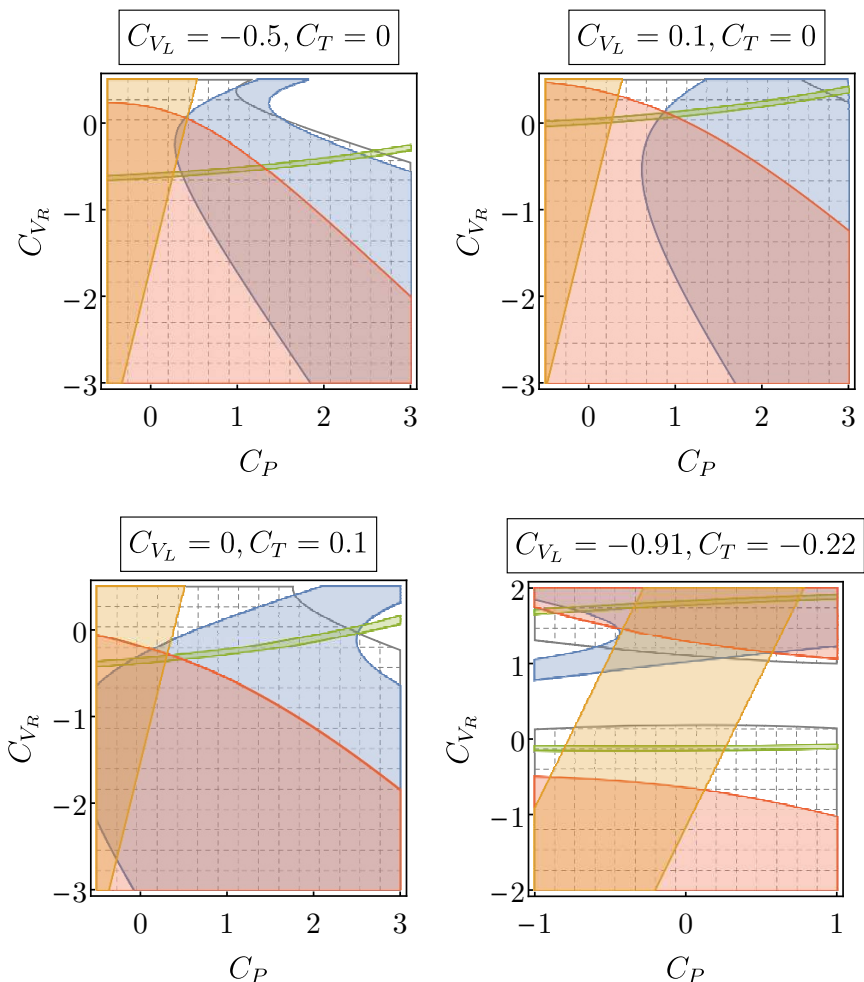 C_{V_L} = −0.5, C_T = 0
C_{V_L} = 0.1, C_T = 0
0
−1
−2
−3
C_{V_R}
0
1
2
3
C_P
0
−1
−2
−3
C_{V_R}
0
1
2
3
C_P
C_{V_L} = 0, C_T = 0.1
C_{V_L} = −0.91, C_T = −0.22
0
−1
−2
−3
C_{V_R}
0
1
2
3
C_P
2
1
0
−1
−2
C_{V_R}
−1
0
1
C_P